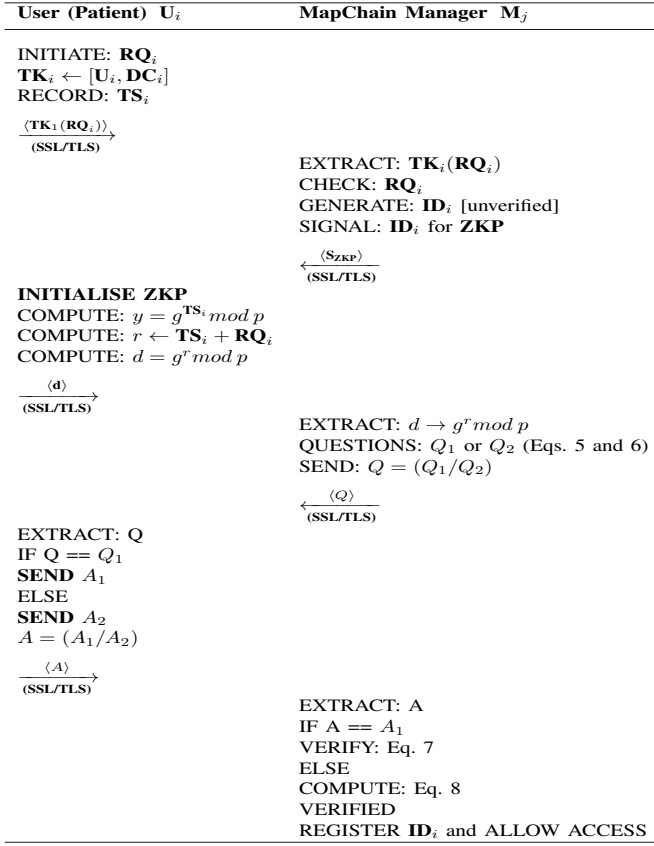 User (Patient) U_i    MapChain Manager M_j
INITIATE: RQ_i
TK_i ← [U_i, DC_i]
RECORD: TS_i
⟨TK_1(RQ_i)⟩
(SSL/TLS)
EXTRACT: TK_i(RQ_i)
CHECK: RQ_i
GENERATE: ID_i [unverified]
SIGNAL: ID_i for ZKP
⟨S_ZKP⟩
(SSL/TLS)
INITIALISE ZKP
COMPUTE: y = g^{TS_i} mod p
COMPUTE: r ← TS_i + RQ_i
COMPUTE: d = g^r mod p
⟨d⟩
(SSL/TLS)
EXTRACT: d → g^r mod p
QUESTIONS: Q_1 or Q_2 (Eqs. 5 and 6)
SEND: Q = (Q_1/Q_2)
⟨Q⟩
(SSL/TLS)
EXTRACT: Q
IF Q == Q_1
SEND A_1
ELSE
SEND A_2
A = (A_1/A_2)
⟨A⟩
(SSL/TLS)
EXTRACT: A
IF A == A_1
VERIFY: Eq. 7
ELSE
COMPUTE: Eq. 8
VERIFIED
REGISTER ID_i and ALLOW ACCESS